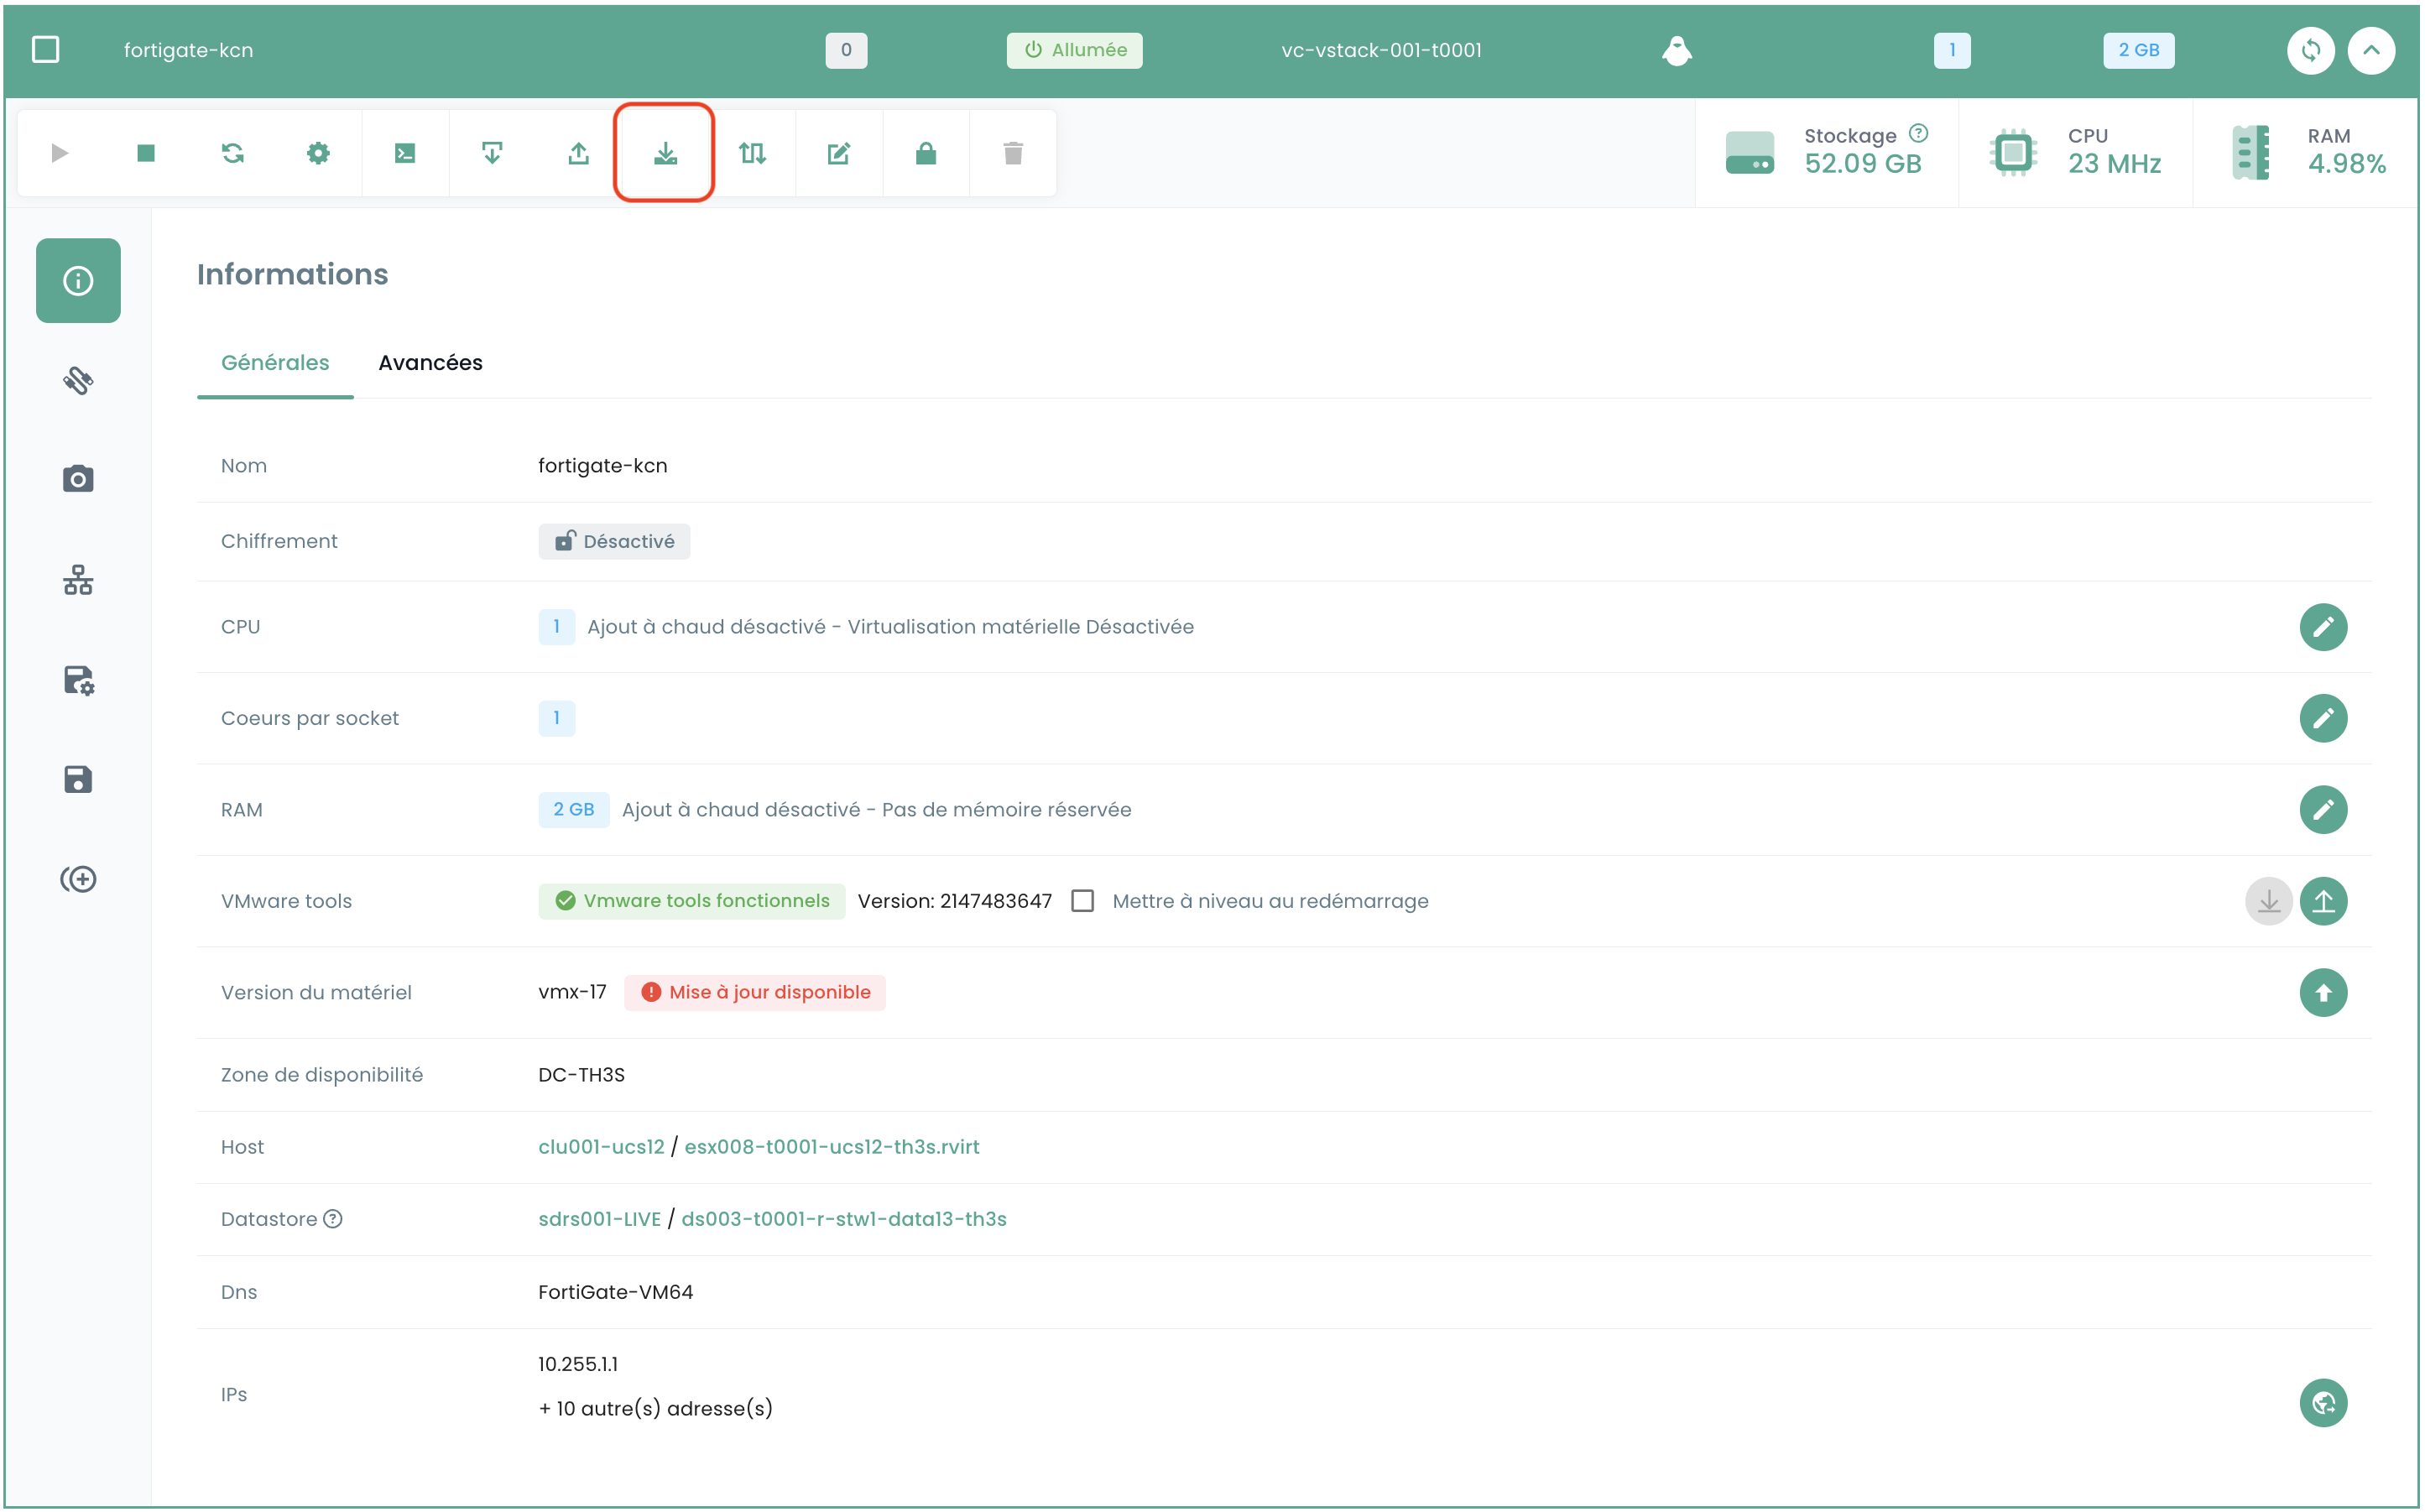 fortigate-kcn 0 Allumée vc-vstack-001-t0001 1 2 GB
Stockage CPU RAM
52.09 GB 23 MHz 4.98%
Informations
Générales Avancées
Nom fortigate-kcn
Chiffrement Désactivé
CPU 1 Ajout à chaud désactivé - Virtualisation matérielle Désactivée
Coeurs par socket 1
RAM 2 GB Ajout à chaud désactivé - Pas de mémoire réservée
VMware tools Vmware tools fonctionnels Version: 2147483647 Mettre à niveau au redémarrage
Version du matériel vmx-17 Mise à jour disponible
Zone de disponibilité DC-TH3S
Host clu001-ucs12 / esx008-t0001-ucs12-th3s.rvirt
Datastore sdrs001-LIVE / ds003-t0001-r-stw1-data13-th3s
Dns FortiGate-VM64
IPs 10.255.1.1
+ 10 autre(s) adresse(s)